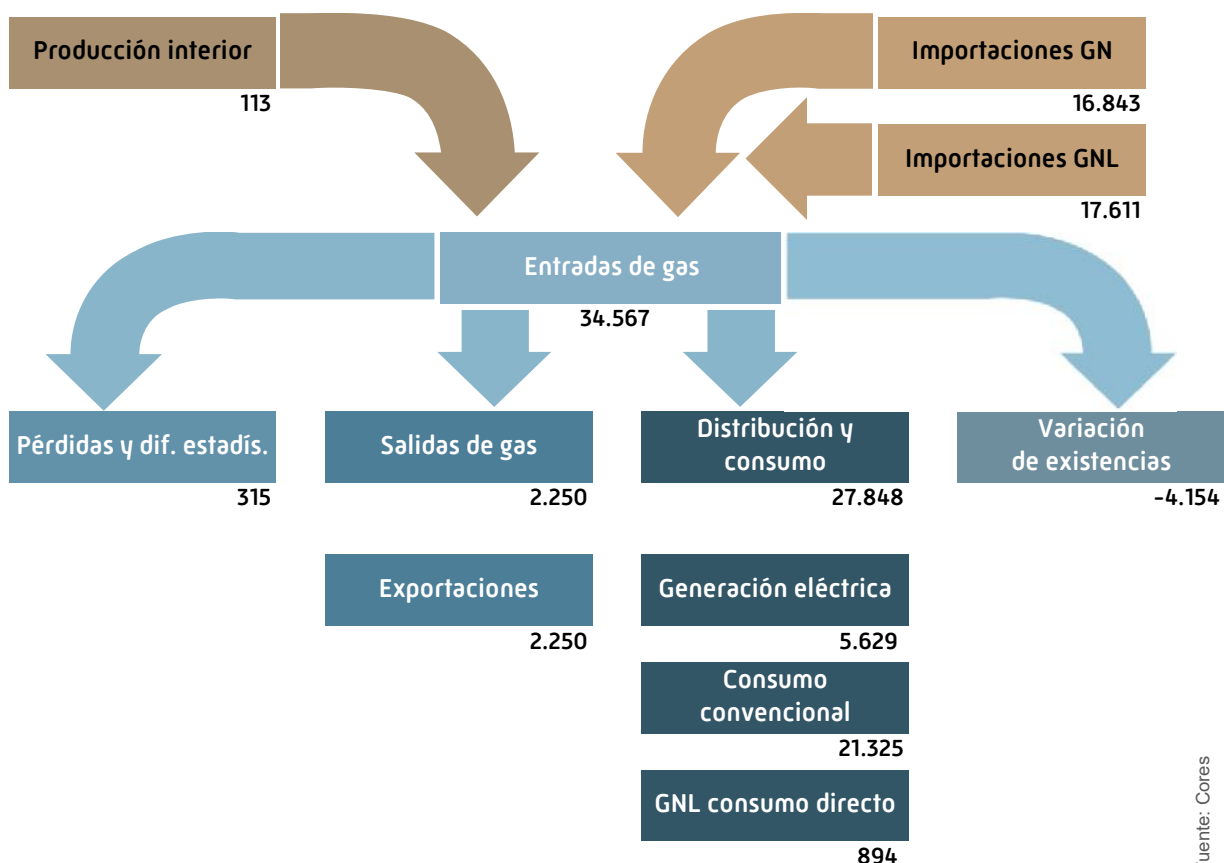 Producción interior
113
Importaciones GN
16.843
Importaciones GNL
17.611
Entradas de gas
34.567
Pérdidas y dif. estadís.
315
Salidas de gas
2.250
Distribución y
consumo
27.848
Variación
de existencias
-4.154
Exportaciones
2.250
Generación eléctrica
5.629
Consumo
convencional
21.325
GNL consumo directo
894
Fuente: Cores